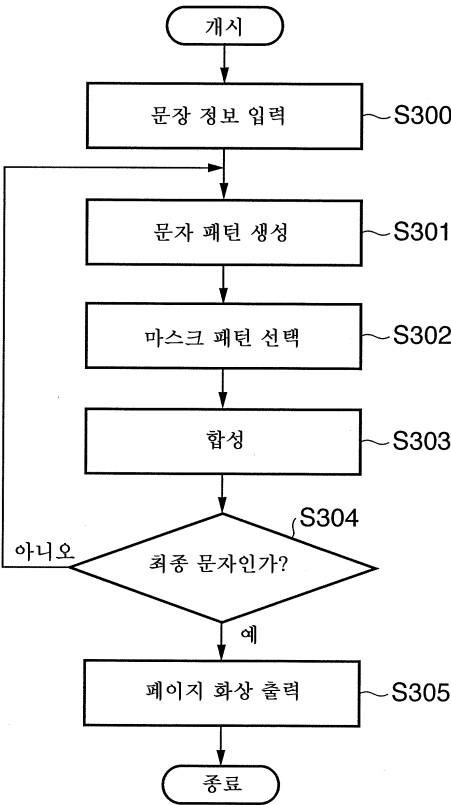 개시
문장 정보 입력
S300
문자 패턴 생성
S301
마스크 패턴 선택
S302
합성
S303
S304
최종 문자인가?
아니오
예
페이지 화상 출력
S305
종료